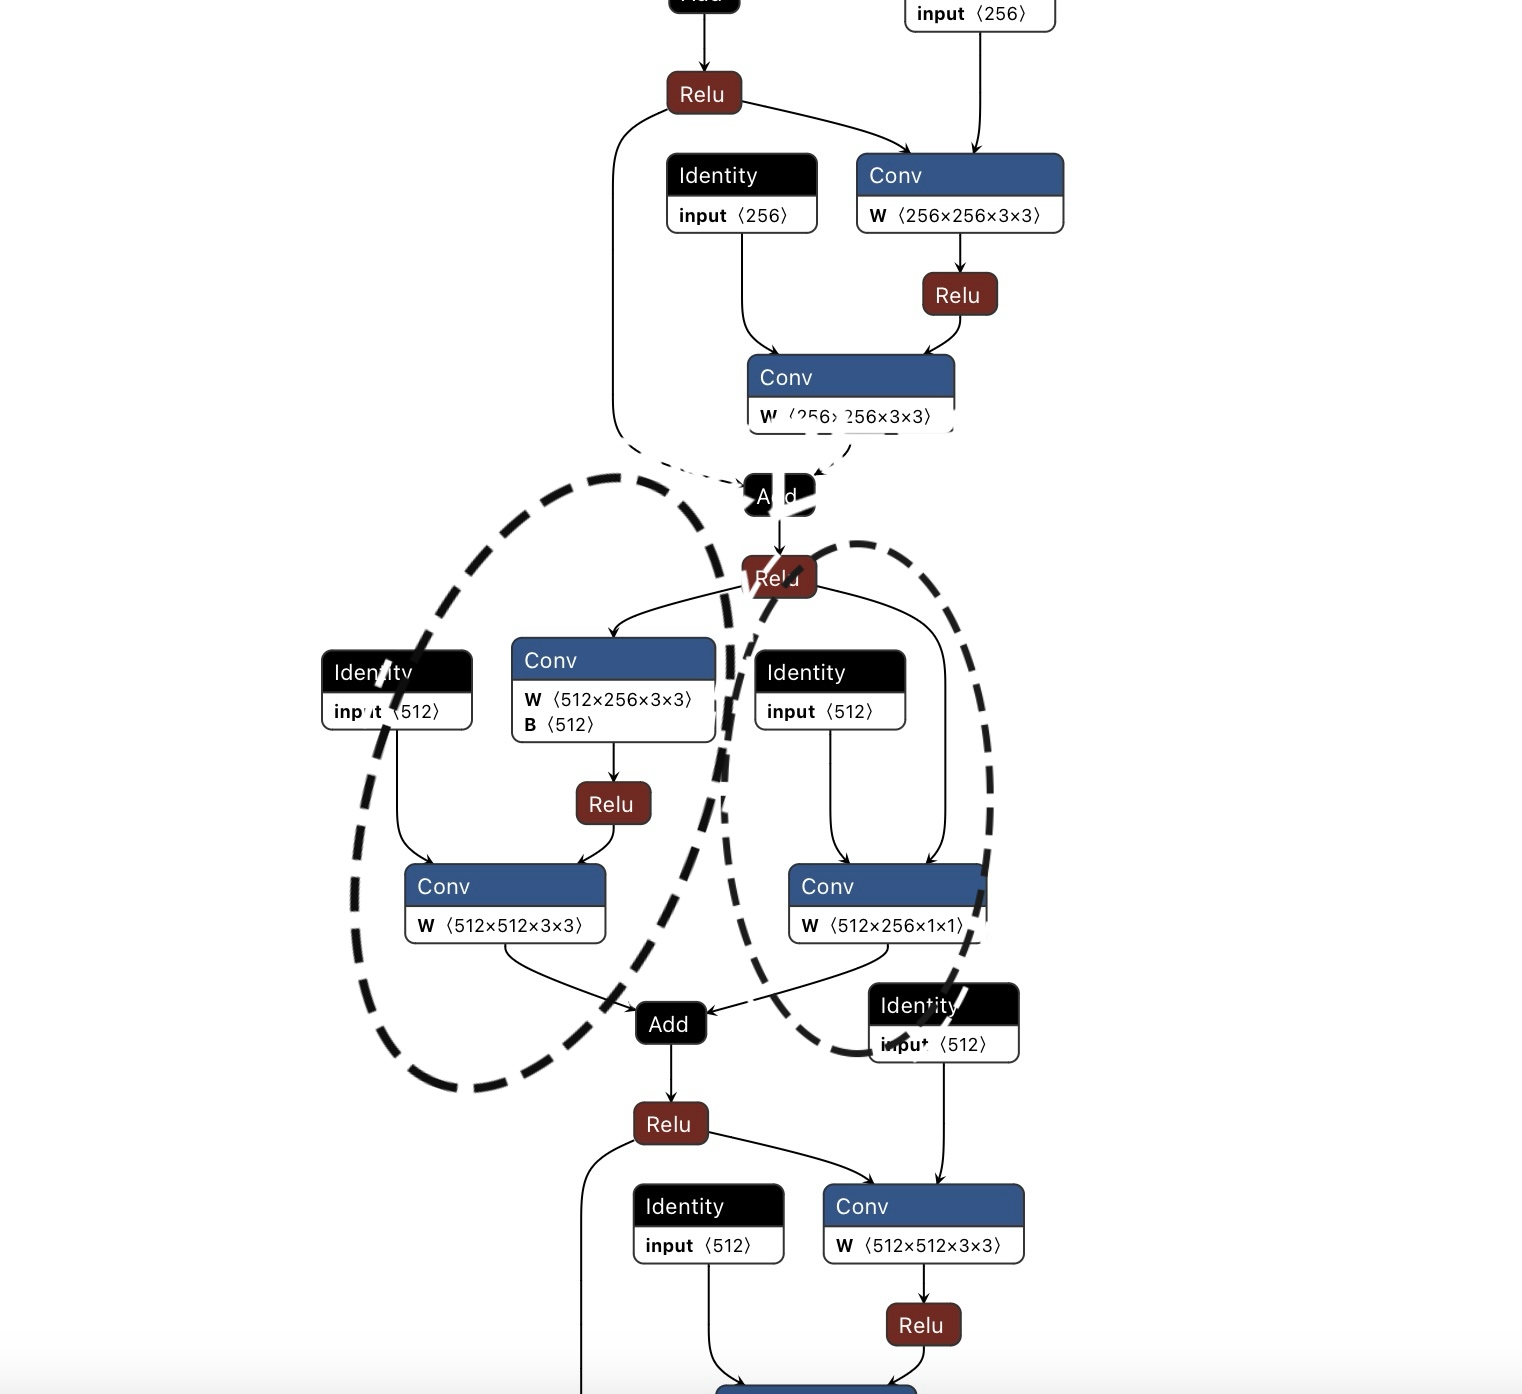 input ⟨256⟩
Relu
Identity
input ⟨256⟩
Conv
W ⟨256×256×3×3⟩
Relu
Conv
W ⟨256×256×3×3⟩
Add
Relu
Identity
input ⟨512⟩
Conv
W ⟨512×256×3×3⟩
B ⟨512⟩
Identity
input ⟨512⟩
Relu
Conv
W ⟨512×512×3×3⟩
Conv
W ⟨512×256×1×1⟩
Add
Identity
input ⟨512⟩
Relu
Identity
input ⟨512⟩
Conv
W ⟨512×512×3×3⟩
Relu